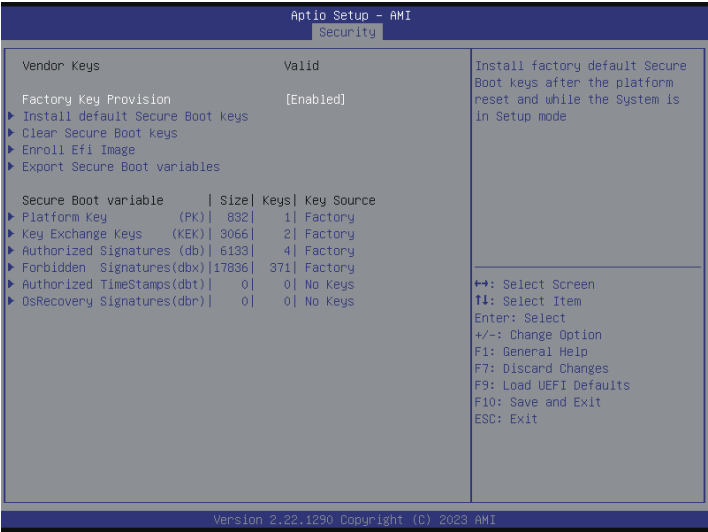 Aptio Setup – AMI
Security
Vendor Keys Valid
Factory Key Provision [Enabled]
Install default Secure Boot keys
Clear Secure Boot keys
Enroll Efi Image
Export Secure Boot variables
Secure Boot variable | Size| Keys| Key Source
Platform Key (PK)| 832| 1| Factory
Key Exchange Keys (KEK)| 3066| 2| Factory
Authorized Signatures (db)| 6133| 4| Factory
Forbidden Signatures(dbx)|17836| 371| Factory
Authorized TimeStamps(dbt)| 0| 0| No Keys
OsRecovery Signatures(dbr)| 0| 0| No Keys
Install factory default Secure
Boot keys after the platform
reset and while the System is
in Setup mode
↔: Select Screen
↑↓: Select Item
Enter: Select
+/-: Change Option
F1: General Help
F7: Discard Changes
F9: Load UEFI Defaults
F10: Save and Exit
ESC: Exit
Version 2.22.1290 Copyright (C) 2023 AMI